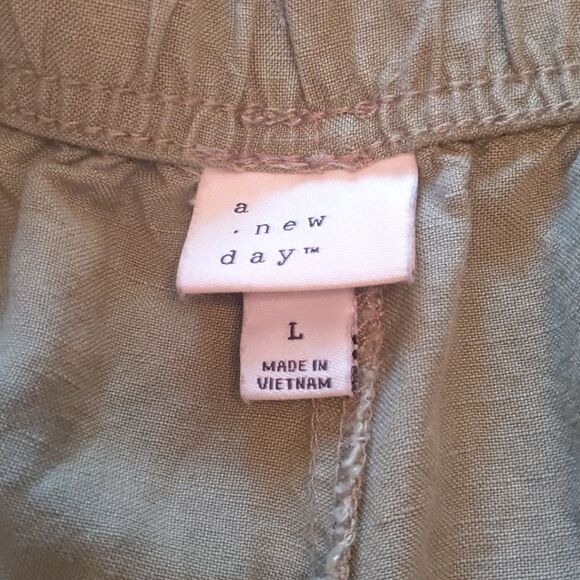 a
. new
day™
L
MADE IN
VIETNAM